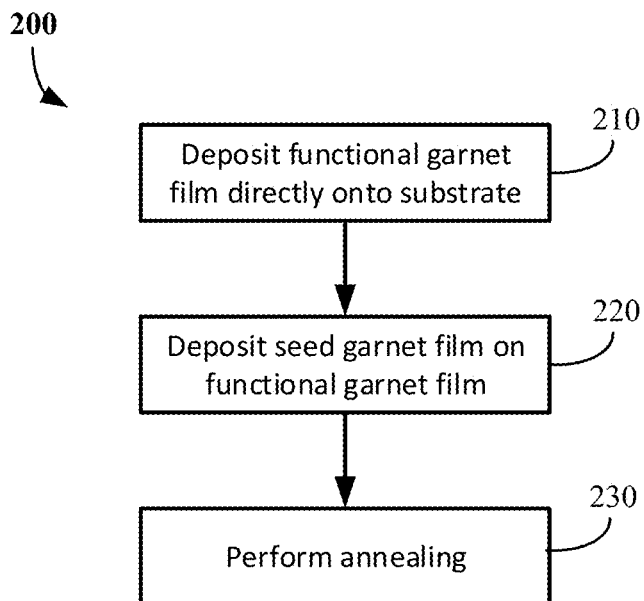 200
210
Deposit functional garnet
film directly onto substrate
220
Deposit seed garnet film on
functional garnet film
230
Perform annealing